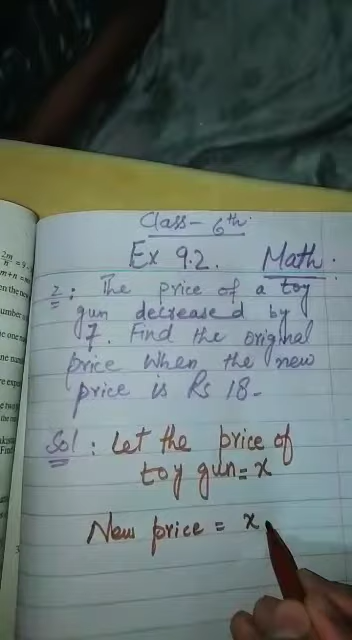 Class - 6th.
Ex 9.2. Math.
2: The price of a toy
gun decreased by
7. Find the original
price when the new
price is Rs 18-
Sol: Let the price of
toy gun = x
New price = x